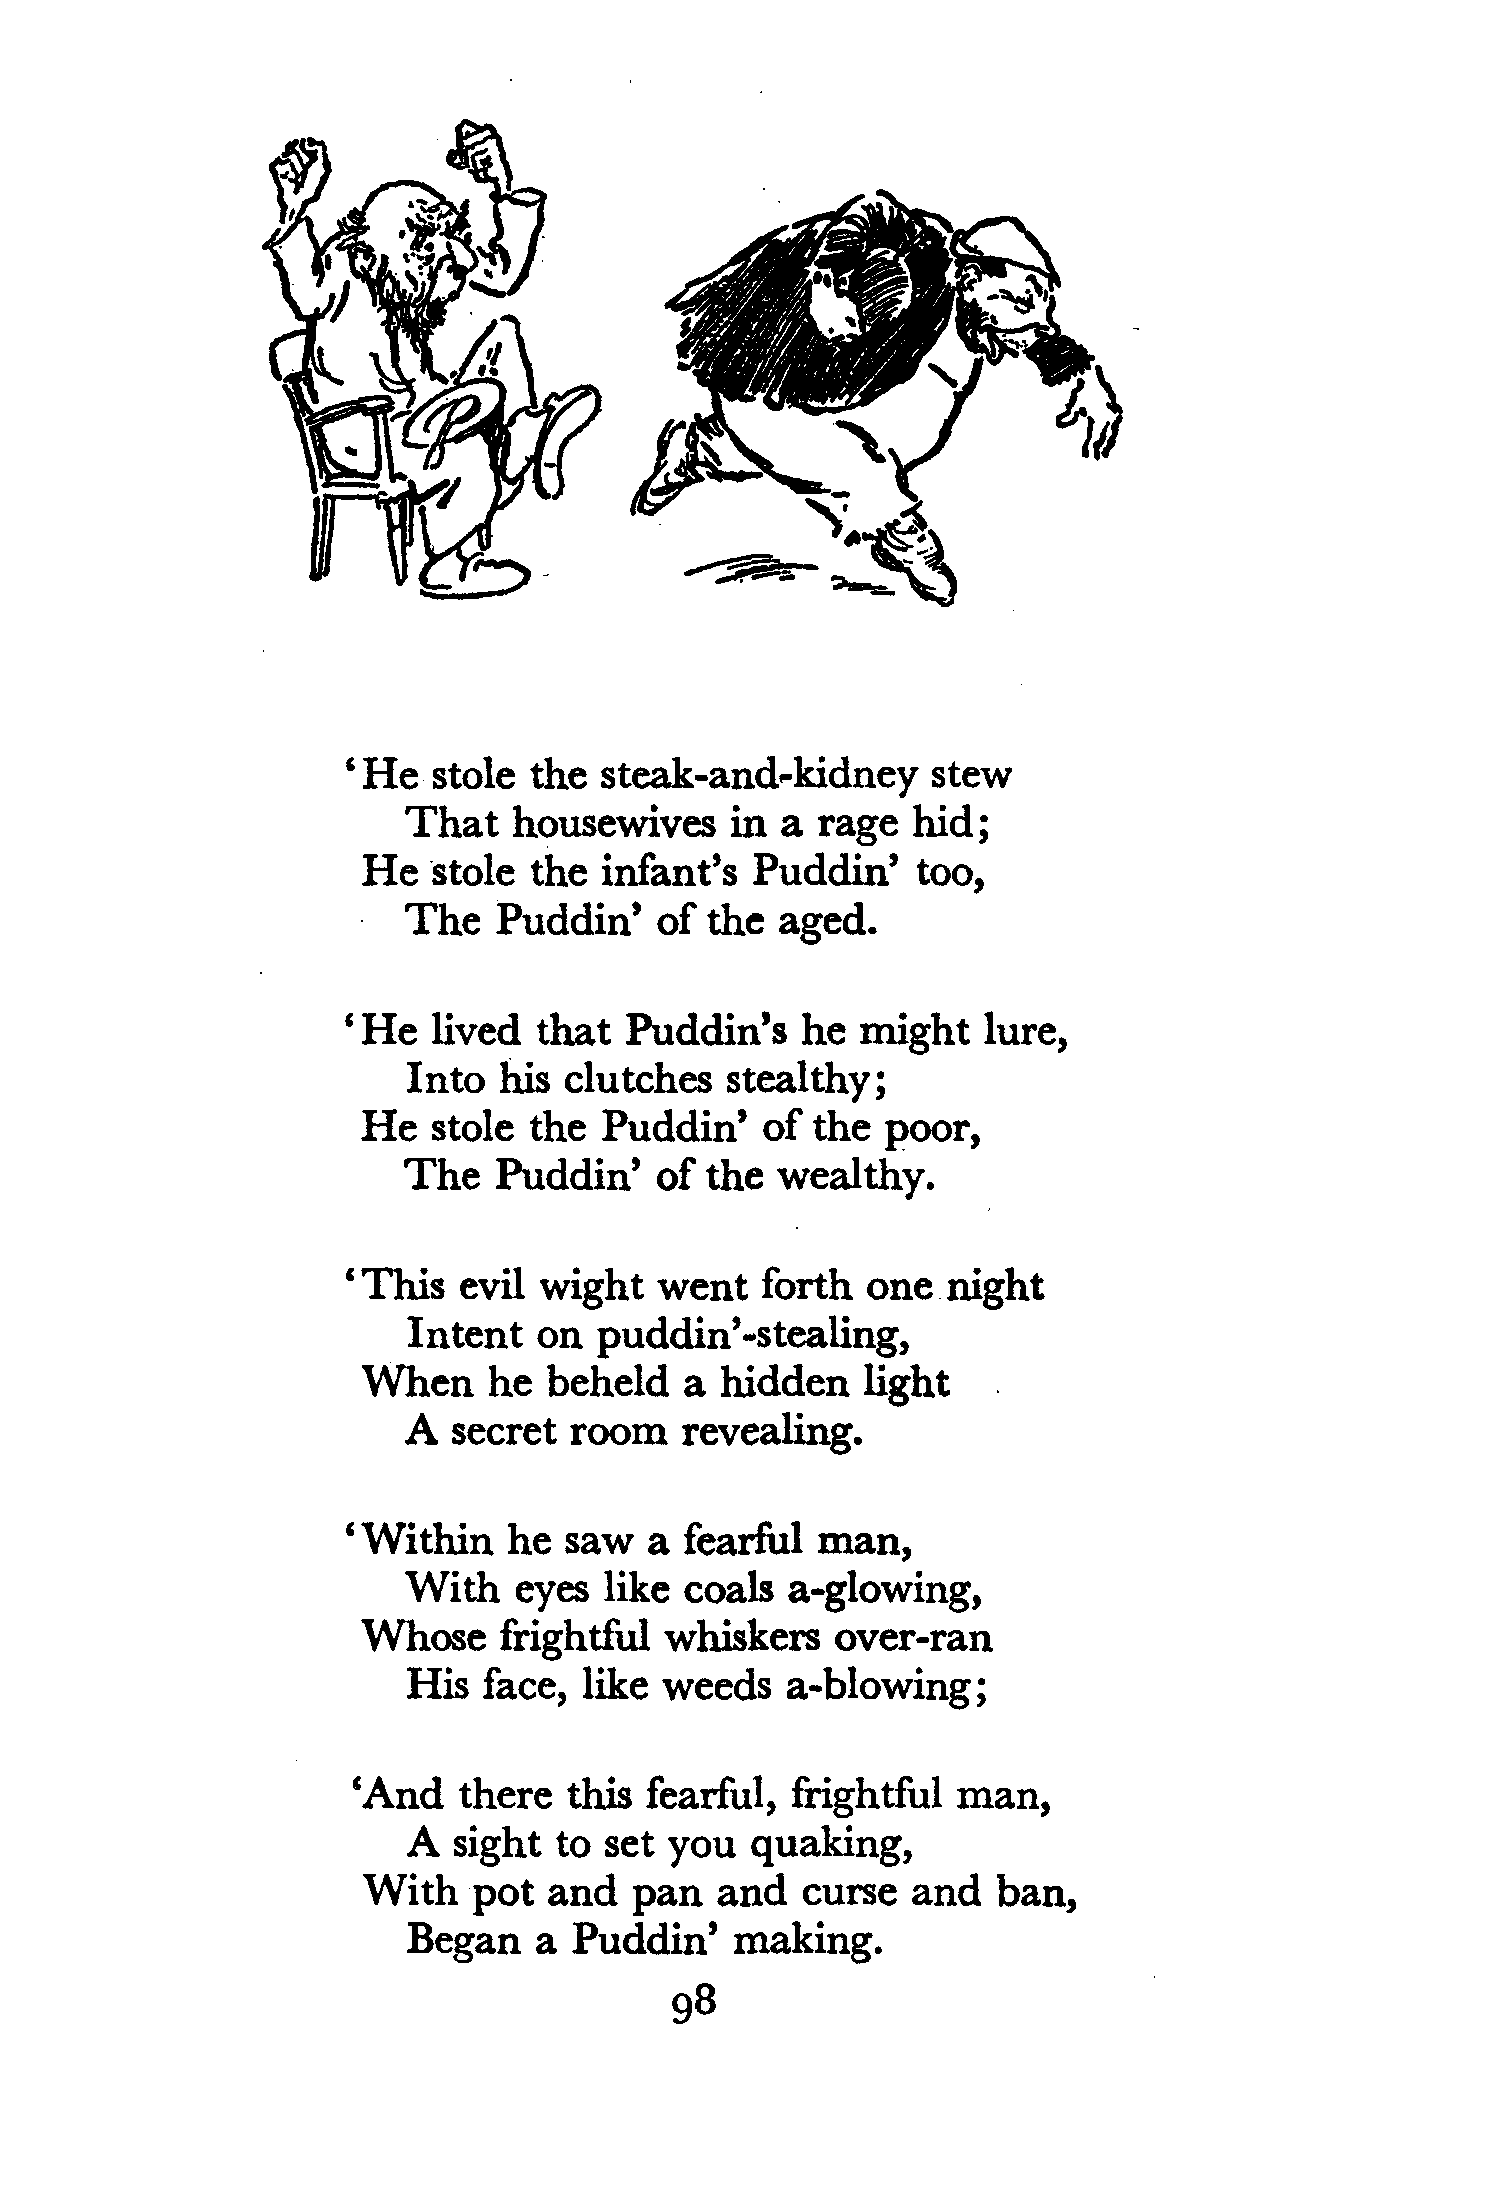 ‘He stole the steak-and-kidney stew
That housewives in a rage hid;
He stole the infant’s Puddin’ too,
The Puddin’ of the aged.
‘He lived that Puddin’s he might lure,
Into his clutches stealthy;
He stole the Puddin’ of the poor,
The Puddin’ of the wealthy.
‘This evil wight went forth one night
Intent on puddin’-stealing,
When he beheld a hidden light
A secret room revealing.
‘Within he saw a fearful man,
With eyes like coals a-glowing,
Whose frightful whiskers over-ran
His face, like weeds a-blowing;
‘And there this fearful, frightful man,
A sight to set you quaking,
With pot and pan and curse and ban,
Began a Puddin’ making.
98